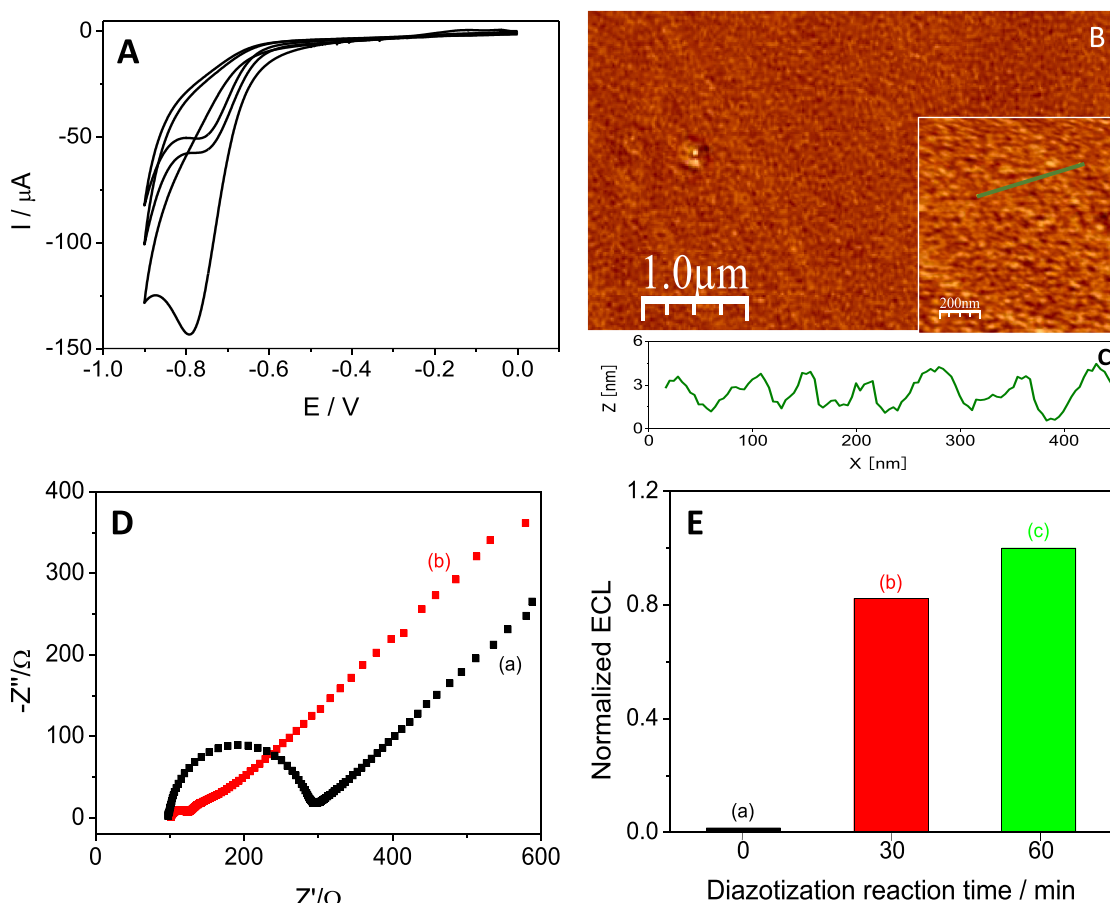 A
I / μA
0
-50
-100
-150
-1.0 -0.8 -0.6 -0.4 -0.2 0.0
E / V
B
1.0μm
200nm
C
Z [nm]
6
3
0
0 100 200 300 400
X [nm]
D
-Z''/Ω
400
300
200
100
0
0 200 400 600
Z'/Ω
(b)
(a)
E
Normalized ECL
1.2
0.8
0.4
0.0
(a)
(b)
(c)
0 30 60
Diazotization reaction time / min